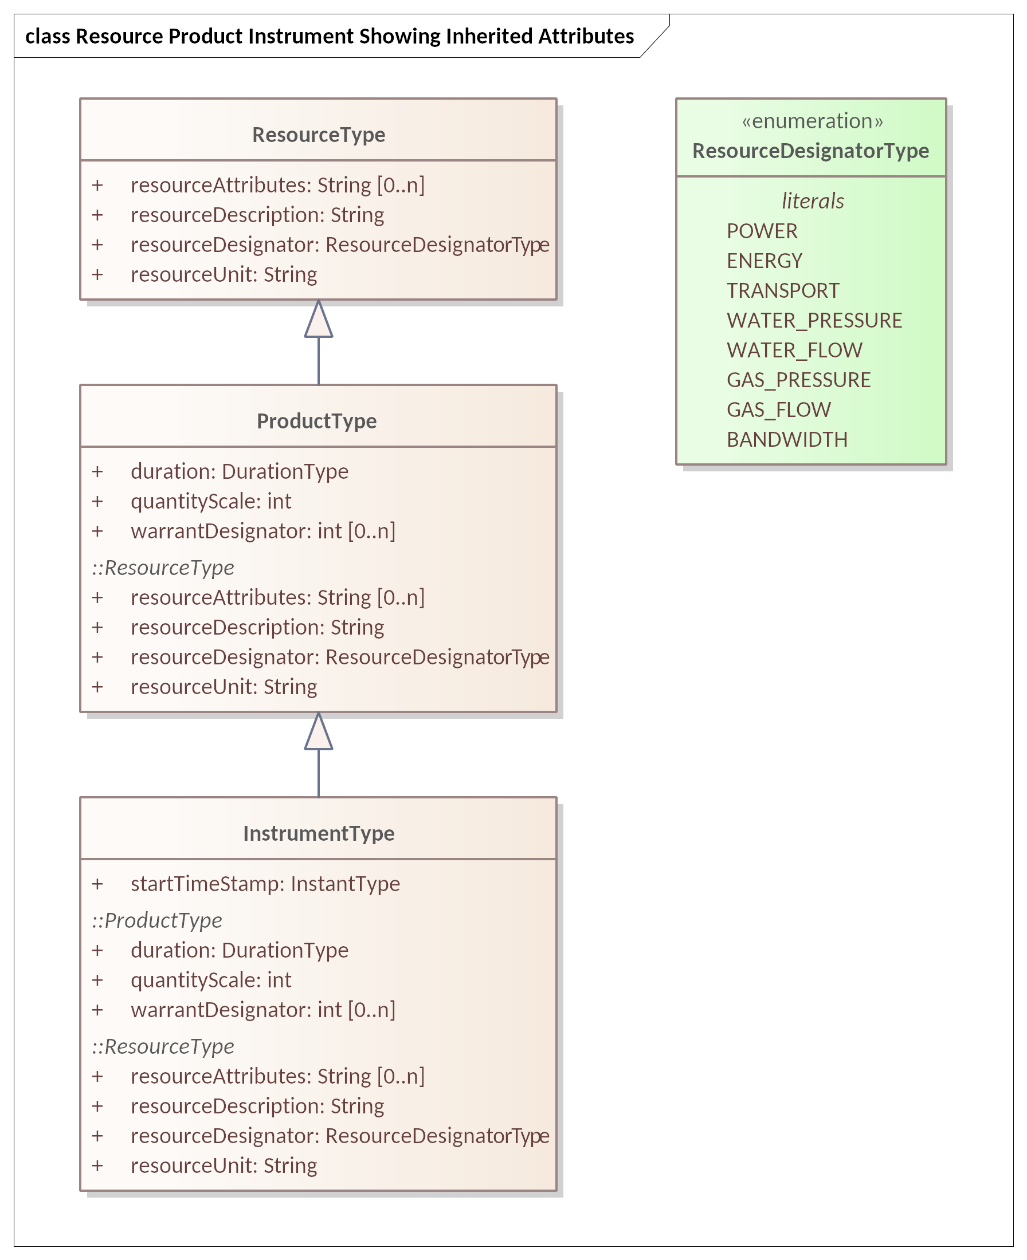 class Resource Product Instrument Showing Inherited Attributes
ResourceType
+ resourceAttributes: String [0..n]
+ resourceDescription: String
+ resourceDesignator: ResourceDesignatorType
+ resourceUnit: String
«enumeration»
ResourceDesignatorType
literals
POWER
ENERGY
TRANSPORT
WATER_PRESSURE
WATER_FLOW
GAS_PRESSURE
GAS_FLOW
BANDWIDTH
ProductType
+ duration: DurationType
+ quantityScale: int
+ warrantDesignator: int [0..n]
::ResourceType
+ resourceAttributes: String [0..n]
+ resourceDescription: String
+ resourceDesignator: ResourceDesignatorType
+ resourceUnit: String
InstrumentType
+ startTimeStamp: InstantType
::ProductType
+ duration: DurationType
+ quantityScale: int
+ warrantDesignator: int [0..n]
::ResourceType
+ resourceAttributes: String [0..n]
+ resourceDescription: String
+ resourceDesignator: ResourceDesignatorType
+ resourceUnit: String